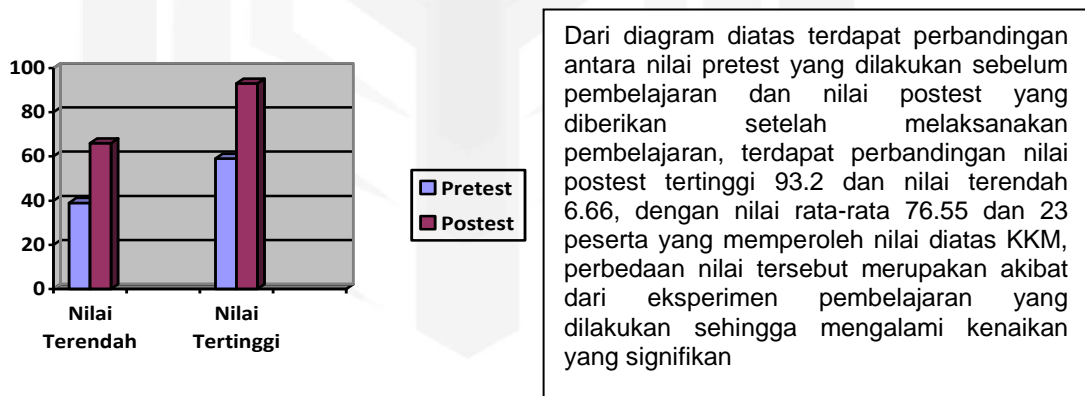 100
80
60
40
20
0
Nilai
Terendah
Nilai
Tertinggi
Pretest
Postest
Dari diagram diatas terdapat perbandingan
antara nilai pretest yang dilakukan sebelum
pembelajaran dan nilai postest yang
diberikan setelah melaksanakan
pembelajaran, terdapat perbandingan nilai
postest tertinggi 93.2 dan nilai terendah
6.66, dengan nilai rata-rata 76.55 dan 23
peserta yang memperoleh nilai diatas KKM,
perbedaan nilai tersebut merupakan akibat
dari eksperimen pembelajaran yang
dilakukan sehingga mengalami kenaikan
yang signifikan